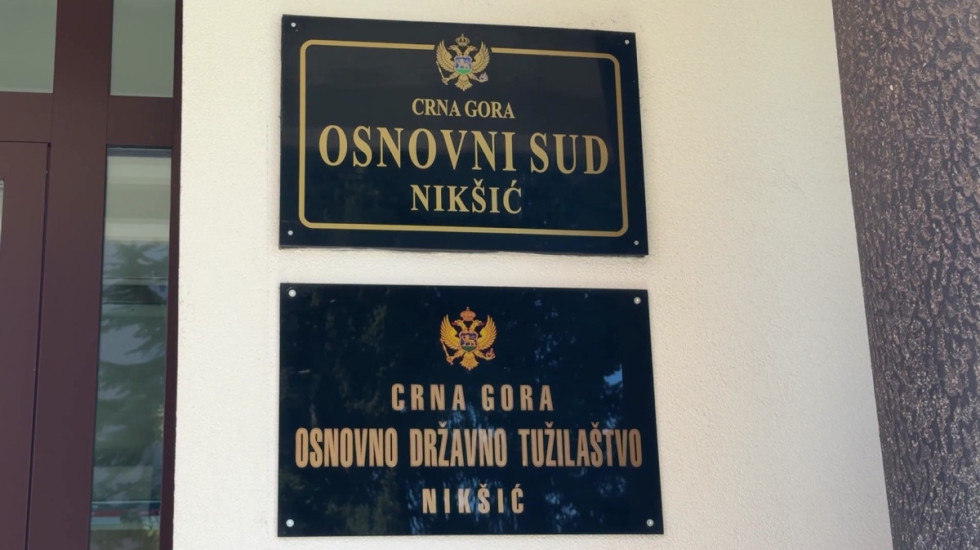 CRNA GORA
OSNOVNI SUD
NIKŠIĆ
CRNA GORA
OSNOVNO DRŽAVNO TUŽILAŠTVO
NIKŠIĆ